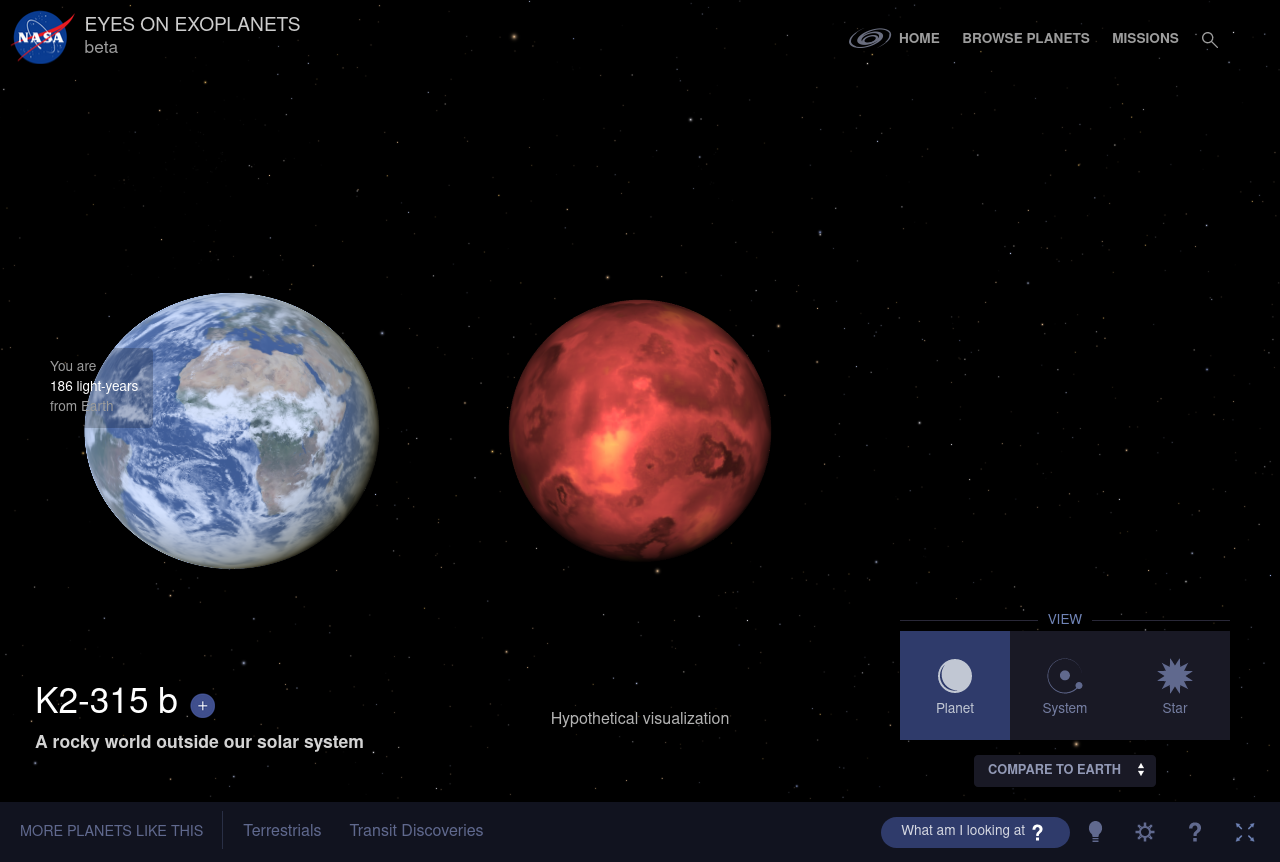 NASA
EYES ON EXOPLANETS
beta
HOME
BROWSE PLANETS
MISSIONS
You are
186 light-years
from Earth
VIEW
Planet
System
Star
K2-315 b +
A rocky world outside our solar system
Hypothetical visualization
COMPARE TO EARTH
MORE PLANETS LIKE THIS
Terrestrials
Transit Discoveries
What am I looking at ?
?